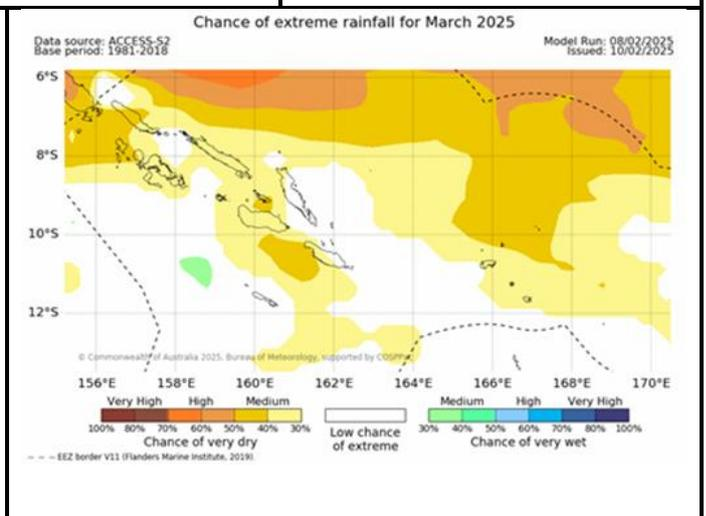 Chance of extreme rainfall for March 2025
Data source: ACCESS-S2
Base period: 1981-2018
Model Run: 08/02/2025
Issued: 10/02/2025
6°S
8°S
10°S
12°S
© Commonwealth of Australia 2025, Bureau of Meteorology, supported by COSPPac
156°E 158°E 160°E 162°E 164°E 166°E 168°E 170°E
Very High High Medium
100% 80% 70% 60% 50% 40% 30%
Chance of very dry
Low chance
of extreme
Medium High Very High
30% 40% 50% 60% 70% 80% 100%
Chance of very wet
EEZ border V11 (Flanders Marine Institute, 2019).